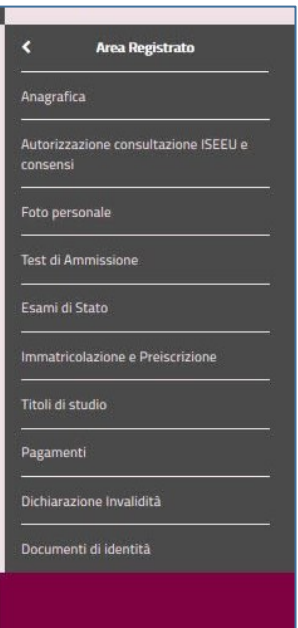 Area Registrato
Anagrafica
Autorizzazione consultazione ISEEU e
consensi
Foto personale
Test di Ammissione
Esami di Stato
Immatricolazione e Preiscrizione
Titoli di studio
Pagamenti
Dichiarazione Invalidità
Documenti di identità